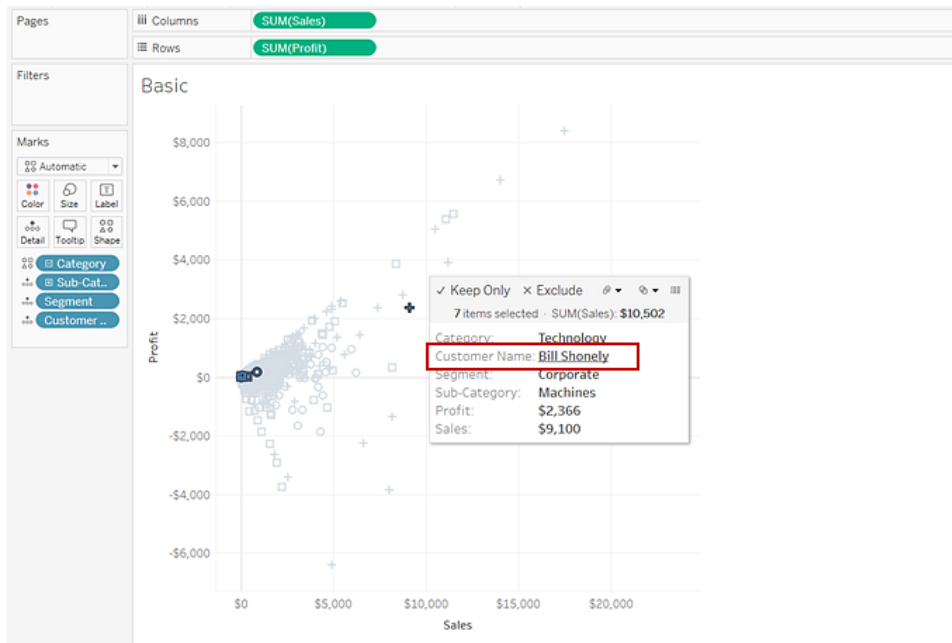 Pages
Columns SUM(Sales)
Rows SUM(Profit)
Filters
Basic
Marks
Automatic
Color Size Label
Detail Tooltip Shape
Category
Sub-Cat..
Segment
Customer ..
Profit
$8,000
$6,000
$4,000
$2,000
$0
-$2,000
-$4,000
-$6,000
$0 $5,000 $10,000 $15,000 $20,000
Sales
✓ Keep Only × Exclude
7 items selected · SUM(Sales): $10,502
Category: Technology
Customer Name: Bill Shonely
Segment: Corporate
Sub-Category: Machines
Profit: $2,366
Sales: $9,100